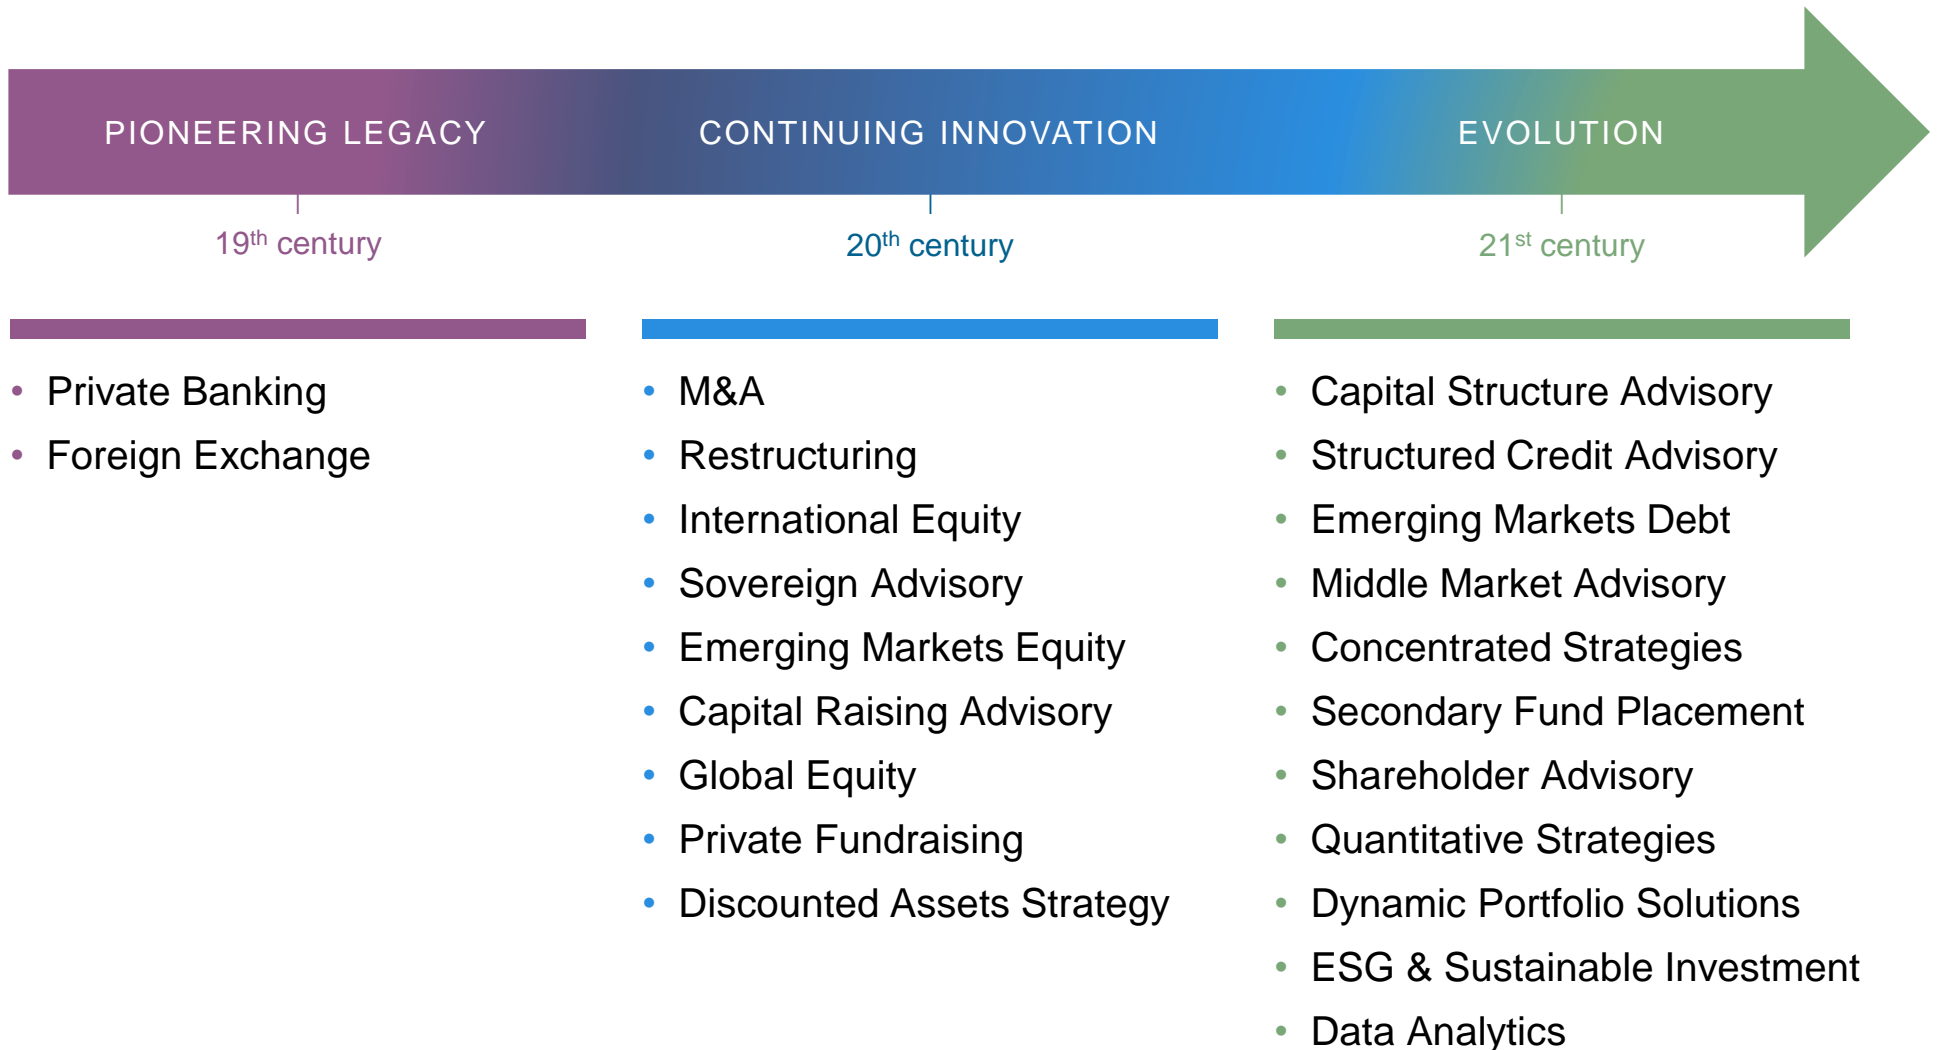 PIONEERING LEGACY
CONTINUING INNOVATION
EVOLUTION
19th century
20th century
21st century
• Private Banking
• Foreign Exchange
• M&A
• Restructuring
• International Equity
• Sovereign Advisory
• Emerging Markets Equity
• Capital Raising Advisory
• Global Equity
• Private Fundraising
• Discounted Assets Strategy
• Capital Structure Advisory
• Structured Credit Advisory
• Emerging Markets Debt
• Middle Market Advisory
• Concentrated Strategies
• Secondary Fund Placement
• Shareholder Advisory
• Quantitative Strategies
• Dynamic Portfolio Solutions
• ESG & Sustainable Investment
• Data Analytics